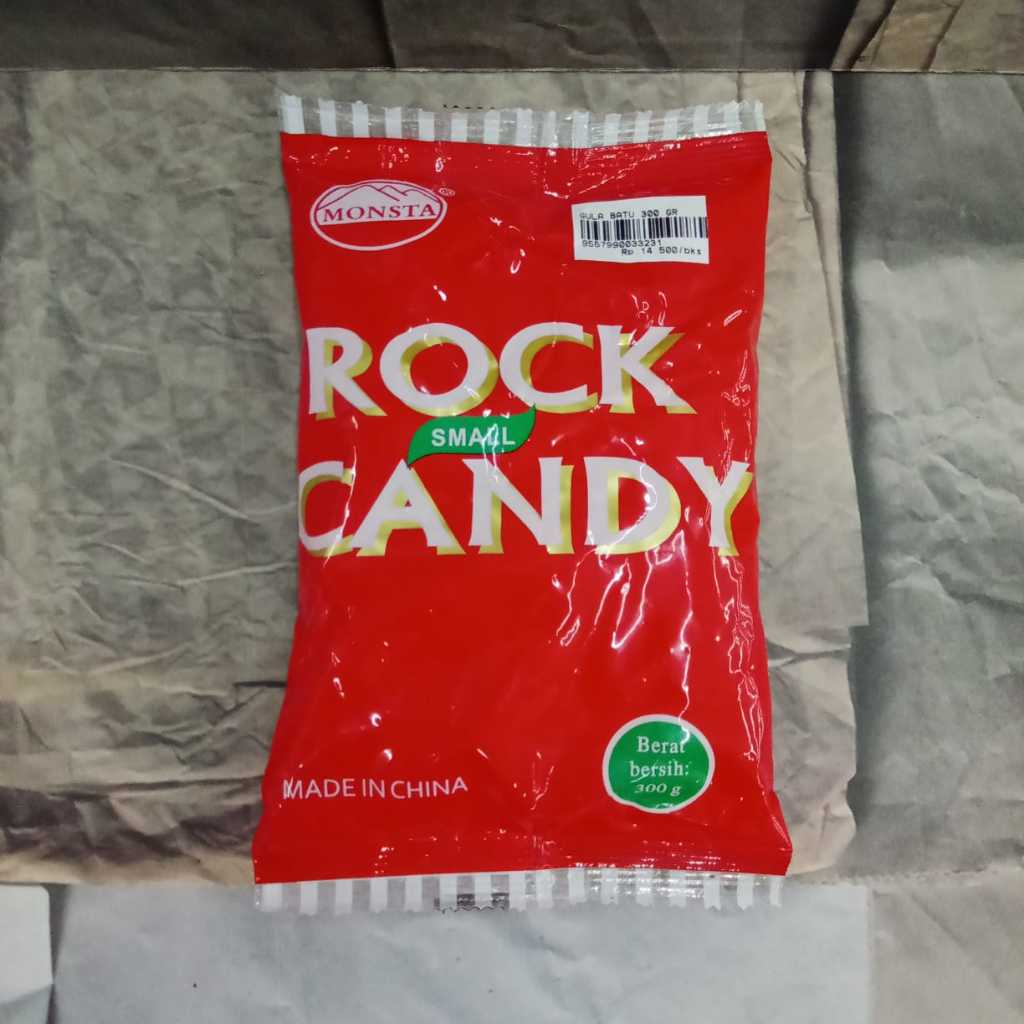 MONSTA
GULA BATU 300 GR
9557990033231
Rp 14 500/bks
ROCK
SMALL
CANDY
MADE IN CHINA
Berat
bersih:
300 g